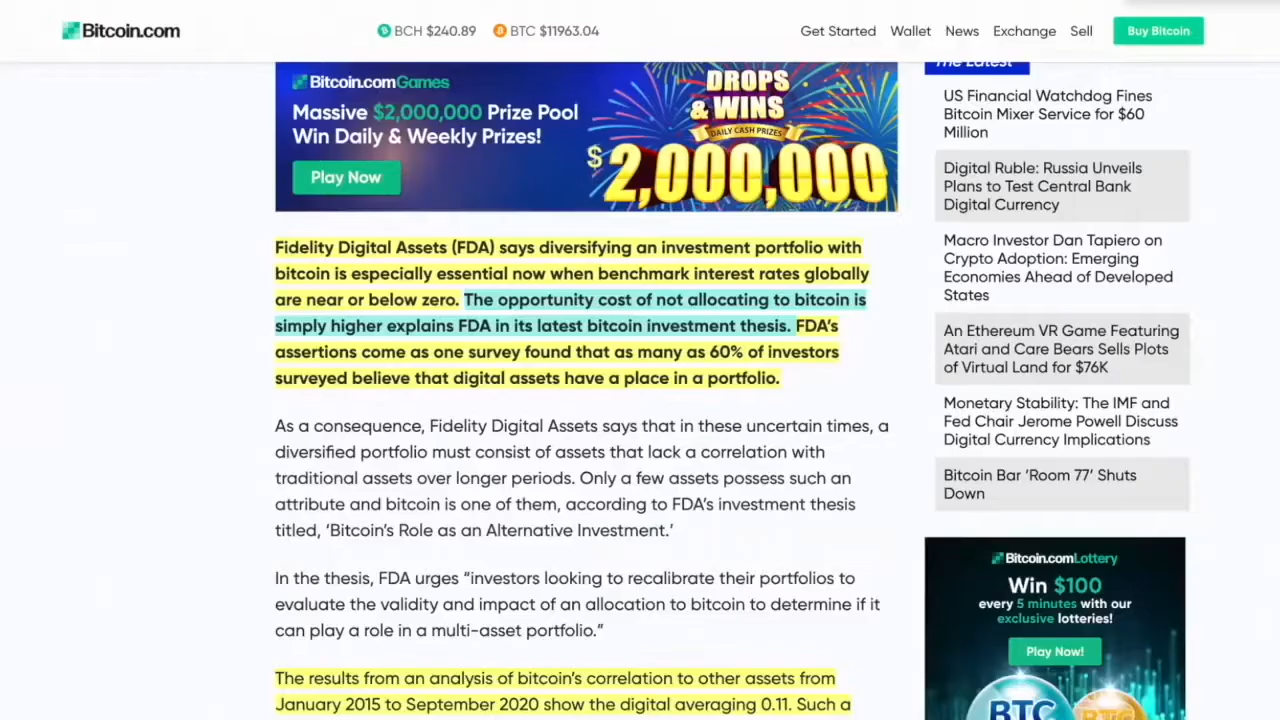 Bitcoin.com
BCH $240.89
BTC $11963.04
Get Started
Wallet
News
Exchange
Sell
Buy Bitcoin
Bitcoin.comGames
Massive $2,000,000 Prize Pool
Win Daily & Weekly Prizes!
Play Now
DROPS
& WINS
DAILY CASH PRIZES
$2,000,000
Fidelity Digital Assets (FDA) says diversifying an investment portfolio with
bitcoin is especially essential now when benchmark interest rates globally
are near or below zero. The opportunity cost of not allocating to bitcoin is
simply higher explains FDA in its latest bitcoin investment thesis. FDA’s
assertions come as one survey found that as many as 60% of investors
surveyed believe that digital assets have a place in a portfolio.
As a consequence, Fidelity Digital Assets says that in these uncertain times, a
diversified portfolio must consist of assets that lack a correlation with
traditional assets over longer periods. Only a few assets possess such an
attribute and bitcoin is one of them, according to FDA’s investment thesis
titled, ‘Bitcoin’s Role as an Alternative Investment.’
In the thesis, FDA urges “investors looking to recalibrate their portfolios to
evaluate the validity and impact of an allocation to bitcoin to determine if it
can play a role in a multi-asset portfolio.”
The results from an analysis of bitcoin’s correlation to other assets from
January 2015 to September 2020 show the digital averaging 0.11. Such a
The Latest
US Financial Watchdog Fines
Bitcoin Mixer Service for $60
Million
Digital Ruble: Russia Unveils
Plans to Test Central Bank
Digital Currency
Macro Investor Dan Tapiero on
Crypto Adoption: Emerging
Economies Ahead of Developed
States
An Ethereum VR Game Featuring
Atari and Care Bears Sells Plots
of Virtual Land for $76K
Monetary Stability: The IMF and
Fed Chair Jerome Powell Discuss
Digital Currency Implications
Bitcoin Bar ‘Room 77’ Shuts
Down
Bitcoin.comLottery
Win $100
every 5 minutes with our
exclusive lotteries!
Play Now!
BTC
BTC